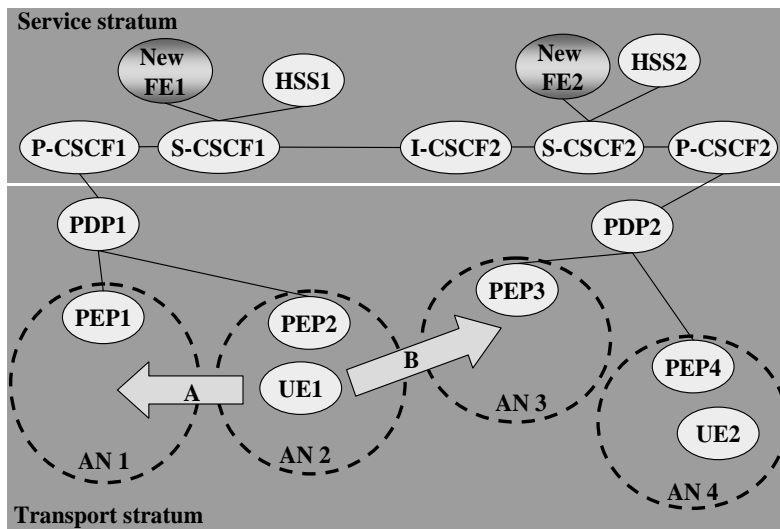 Service stratum
New
FE1
HSS1
New
FE2
HSS2
P-CSCF1
S-CSCF1
I-CSCF2
S-CSCF2
P-CSCF2
PDP1
PDP2
PEP1
PEP2
PEP3
PEP4
UE1
UE2
A
B
AN 1
AN 2
AN 3
AN 4
Transport stratum